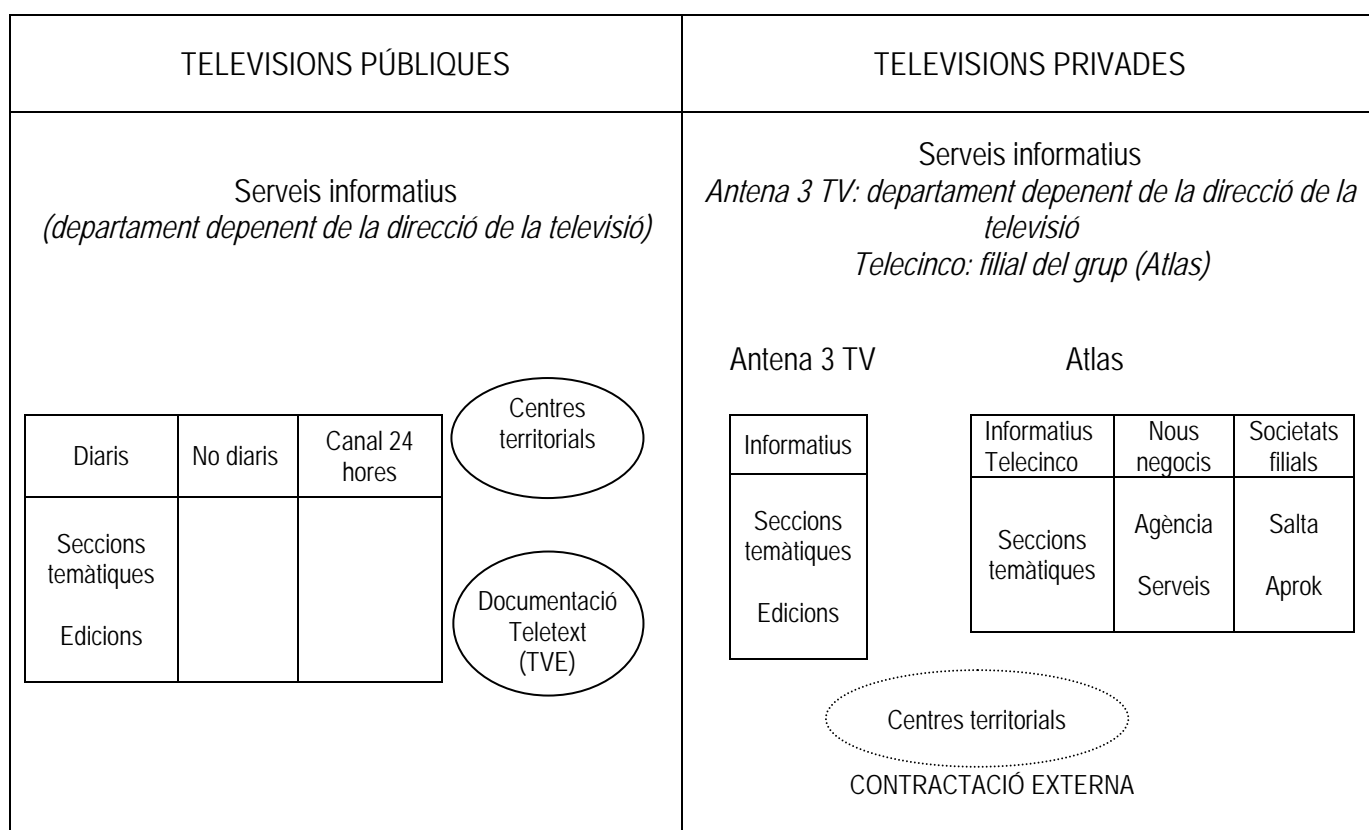 TELEVISIONS PÚBLIQUES
TELEVISIONS PRIVADES
Serveis informatius
(departament depenent de la direcció de la televisió)
Diaris
No diaris
Canal 24
hores
Seccions
temàtiques
Edicions
Centres
territorials
Documentació
Teletext
(TVE)
Serveis informatius
Antena 3 TV: departament depenent de la direcció de la
televisió
Telecinco: filial del grup (Atlas)
Antena 3 TV
Atlas
Informatius
Seccions
temàtiques
Edicions
Informatius
Telecinco
Nous
negocis
Societats
filials
Seccions
temàtiques
Agència
Serveis
Salta
Aprok
Centres territorials
CONTRACTACIÓ EXTERNA